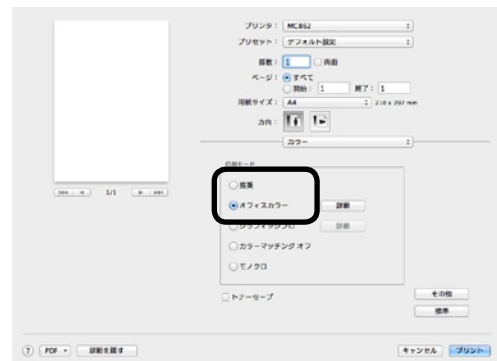 プリンタ： MC862
プリセット： デフォルト設定
部数： 1 両面
ページ： すべて
開始： 1 終了： 1
用紙サイズ： A4 210 x 297 mm
方向：
カラー
印刷モード
推奨
オフィスカラー 詳細
グラフィックプロ 詳細
カラーマッチング オフ
モノクロ
トナーセーブ
1/1
その他
標準
? PDF 詳細を隠す キャンセル プリント